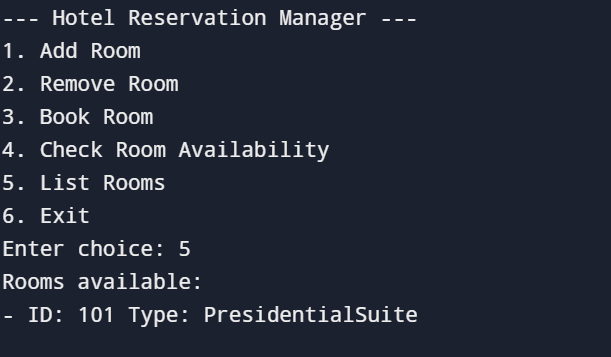 --- Hotel Reservation Manager ---
1. Add Room
2. Remove Room
3. Book Room
4. Check Room Availability
5. List Rooms
6. Exit
Enter choice: 5
Rooms available:
- ID: 101 Type: PresidentialSuite